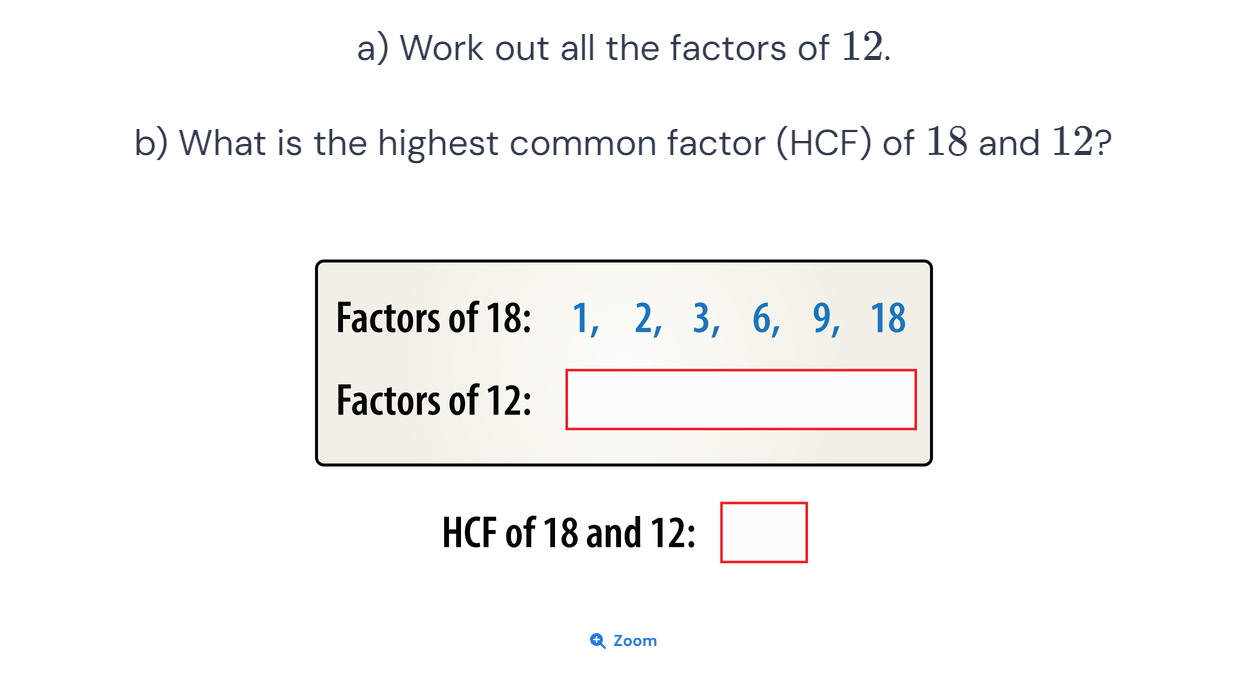 a) Work out all the factors of 12.
b) What is the highest common factor (HCF) of 18 and 12?
Factors of 18: 1, 2, 3, 6, 9, 18
Factors of 12:
HCF of 18 and 12:
Zoom